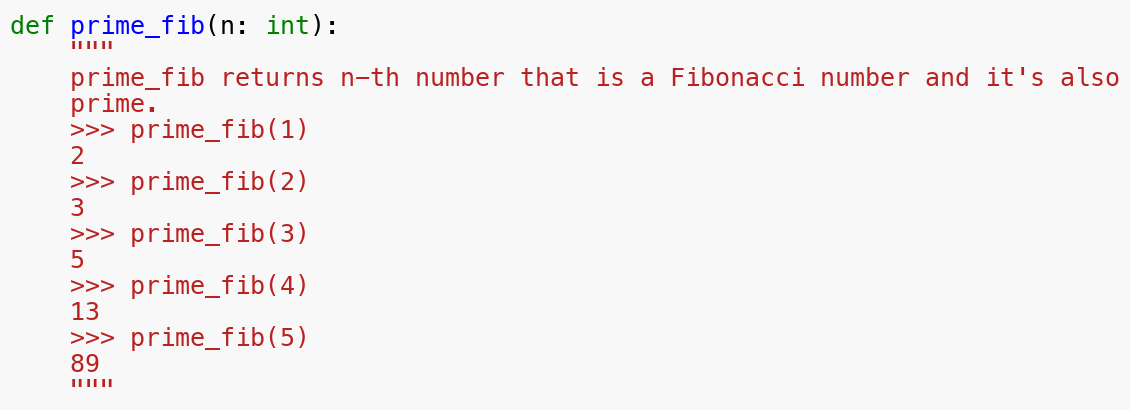 def prime_fib(n: int):
    """
    prime_fib returns n−th number that is a Fibonacci number and it's also
    prime.
    >>> prime_fib(1)
    2
    >>> prime_fib(2)
    3
    >>> prime_fib(3)
    5
    >>> prime_fib(4)
    13
    >>> prime_fib(5)
    89
    """